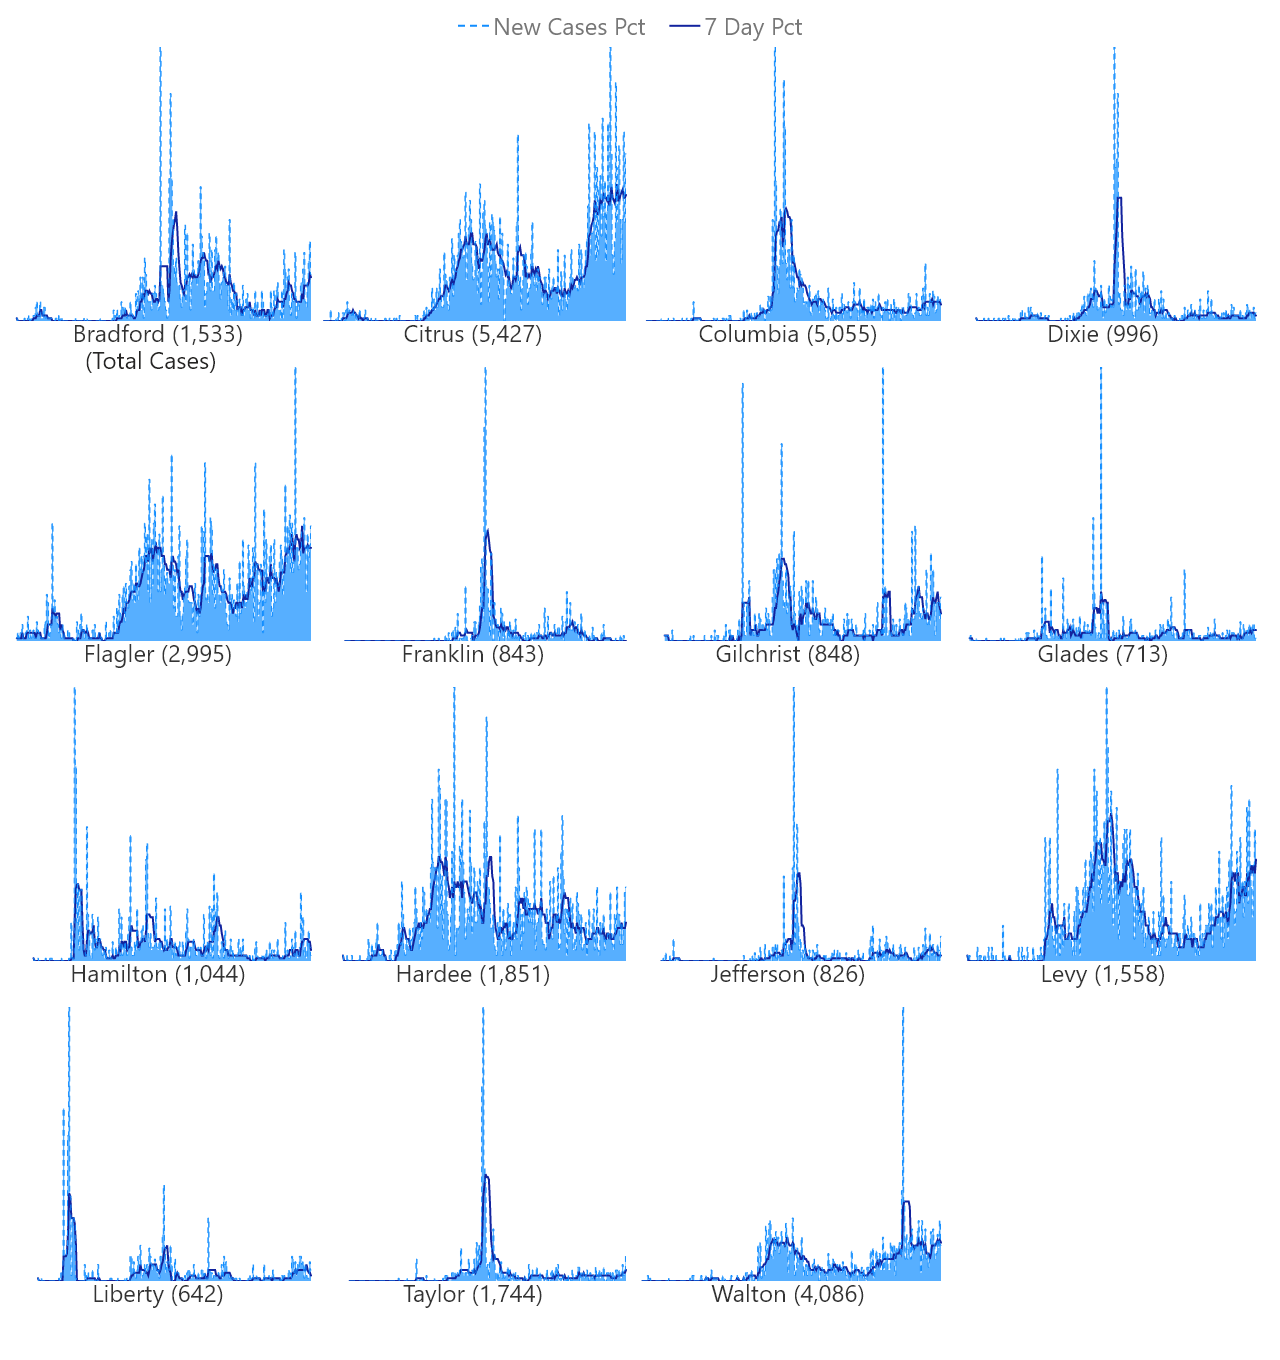 New Cases Pct 7 Day Pct
Bradford (1,533) Citrus (5,427) Columbia (5,055) Dixie (996)
(Total Cases)
Flagler (2,995) Franklin (843) Gilchrist (848) Glades (713)
Hamilton (1,044) Hardee (1,851) Jefferson (826) Levy (1,558)
Liberty (642) Taylor (1,744) Walton (4,086)